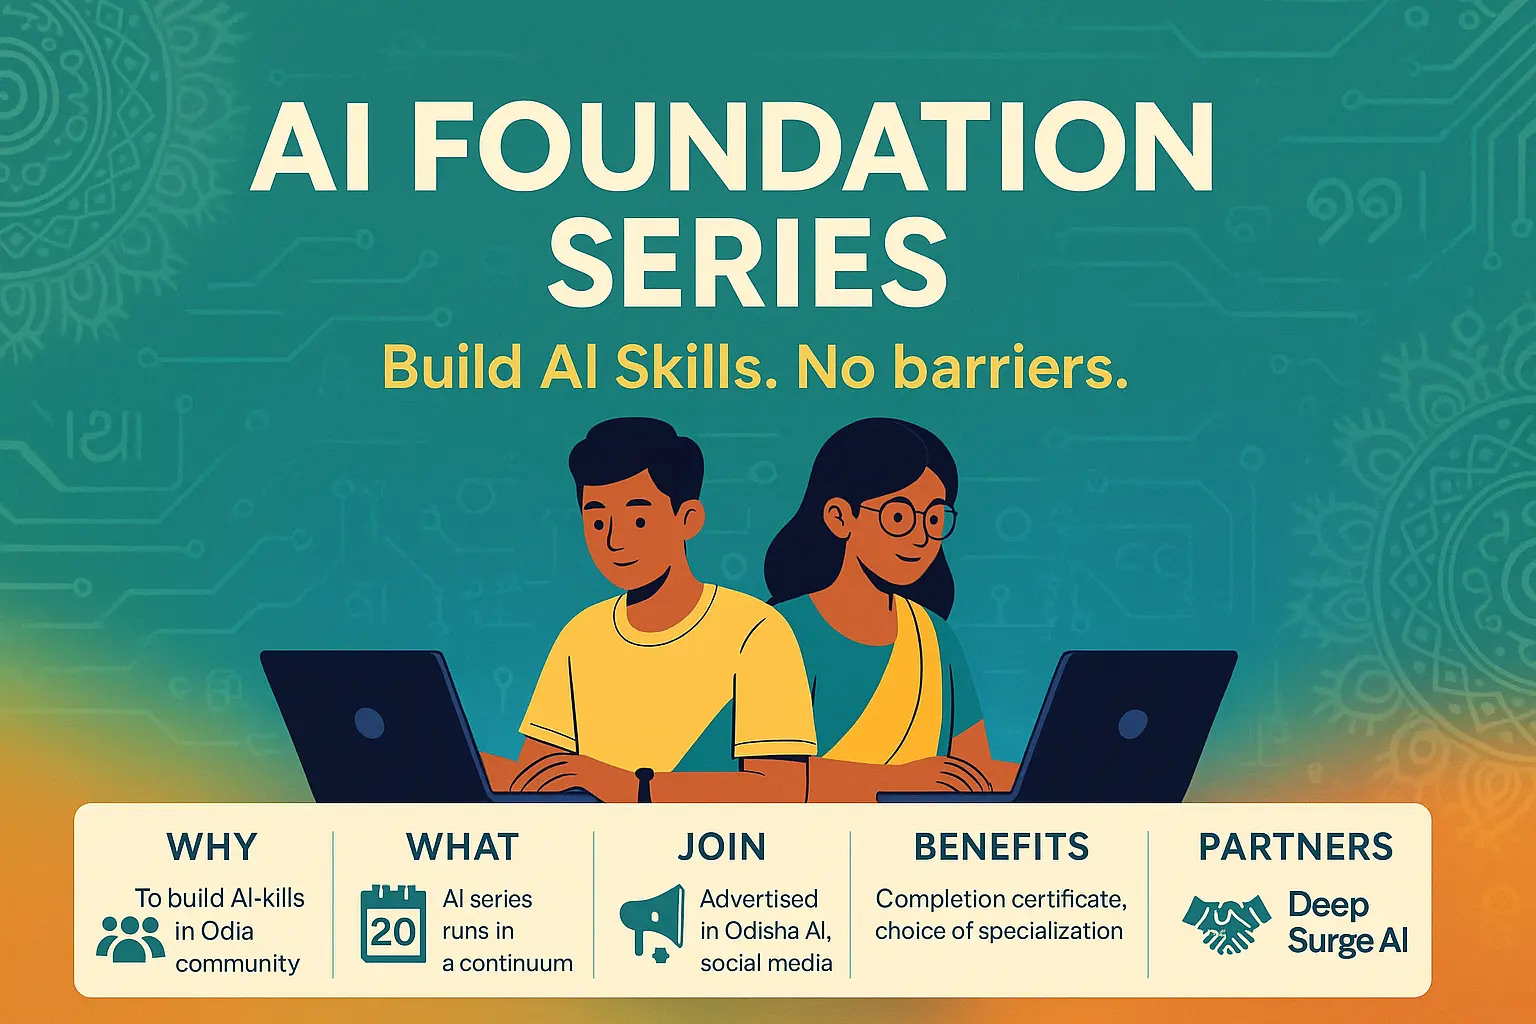 AI FOUNDATION
SERIES
Build AI Skills. No barriers.
WHY
To build AI-kills
in Odia
community
WHAT
20
AI series
runs in
a continuum
JOIN
Advertised
in Odisha AI,
social media
BENEFITS
Completion certificate,
choice of specialization
PARTNERS
Deep
Surge AI